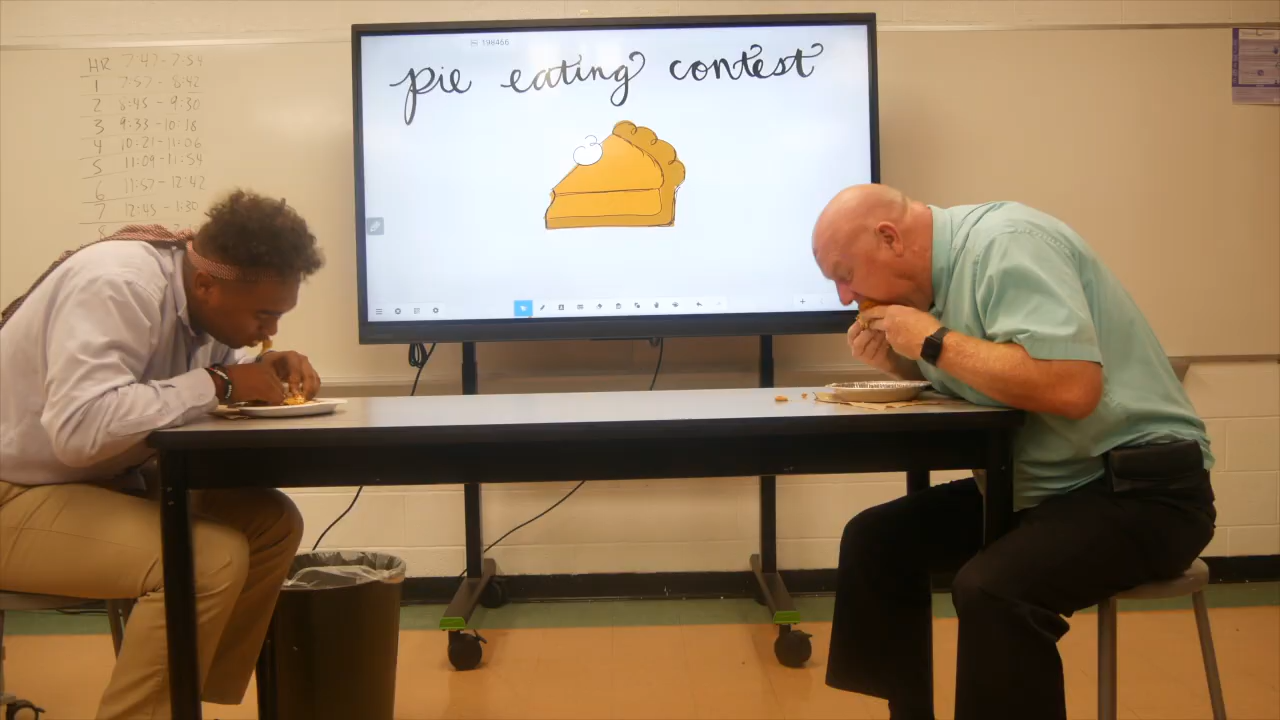 198466
pie eating contest
HR 7:47-7:54
1 7:57 - 8:42
2 8:45 - 9:30
3 9:33 - 10:18
4 10:21 - 11:06
5 11:09 - 11:54
6 11:57 - 12:42
7 12:45 - 1:30
8